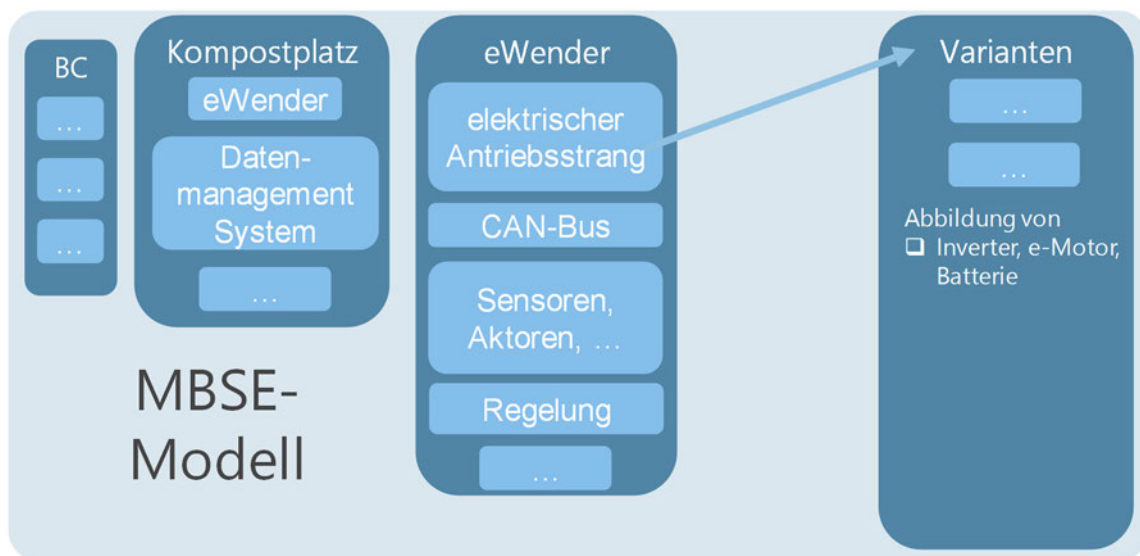 BC
…
…
…
Kompostplatz
eWender
Daten-
management
System
…
eWender
elektrischer
Antriebsstrang
CAN-Bus
Sensoren,
Aktoren, …
Regelung
…
Varianten
…
…
Abbildung von
❑ Inverter, e-Motor,
Batterie
MBSE-
Modell